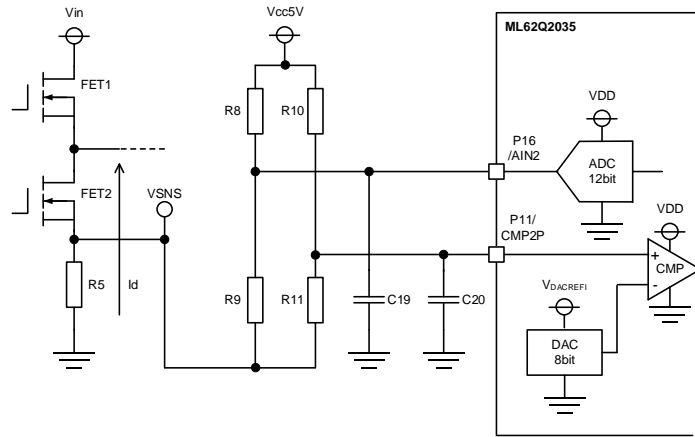 Vin
Vcc5V
ML62Q2035
FET1
R8
R10
VDD
P16
/AIN2
ADC
12bit
FET2
VSNS
P11/
CMP2P
VDD
+
CMP
-
Id
R5
R9
R11
C19
C20
VDACREFI
DAC
8bit